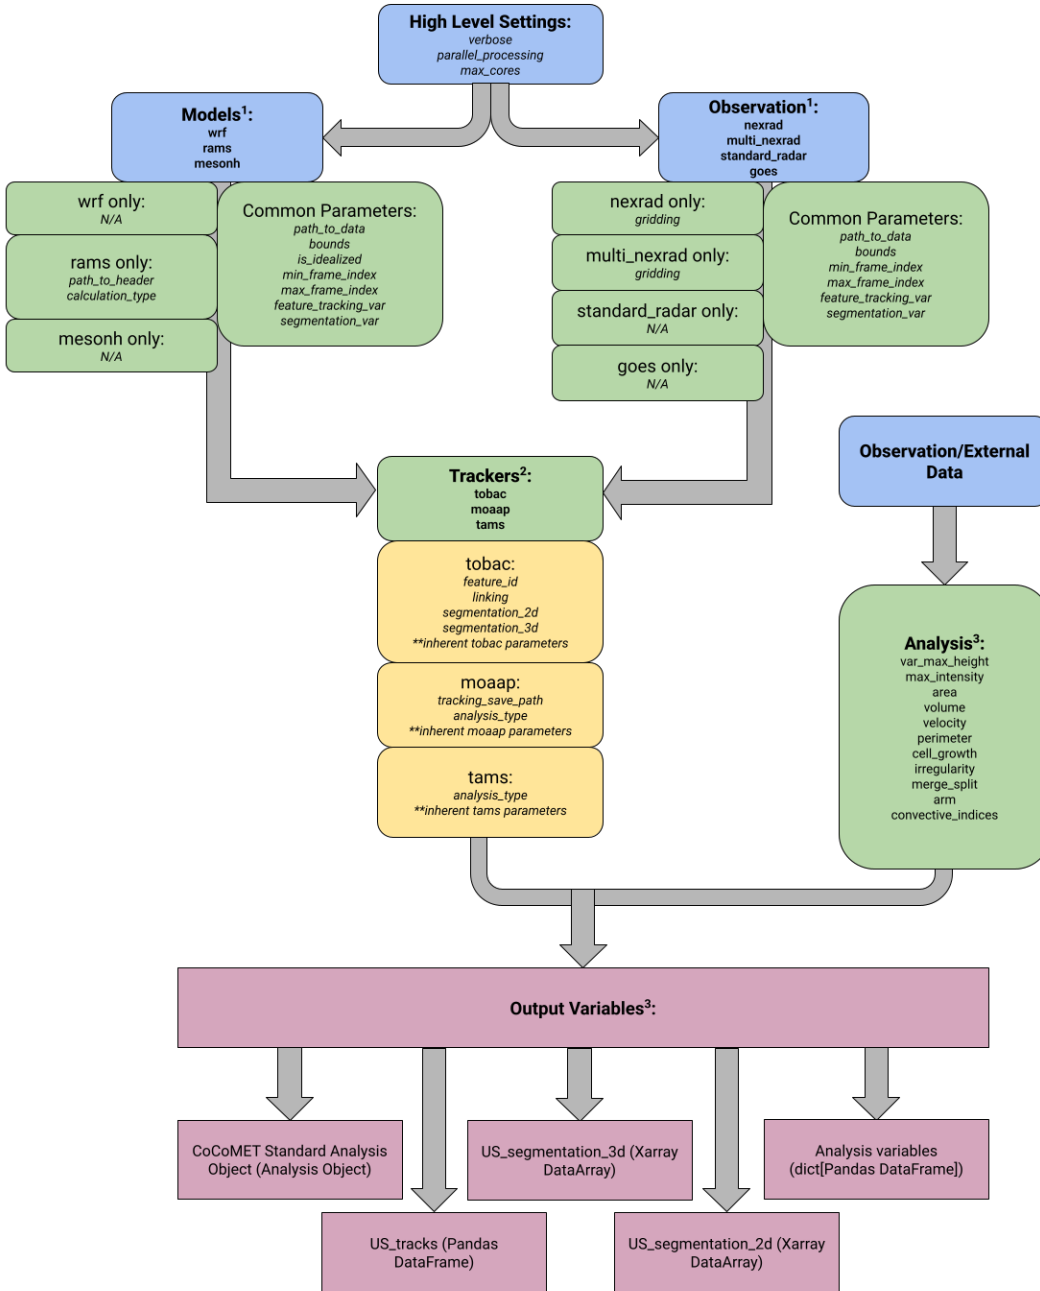 High Level Settings:
verbose
parallel_processing
max_cores
Models¹:
wrf
rams
mesonh
Observation¹:
nexrad
multi_nexrad
standard_radar
goes
wrf only:
N/A
rams only:
path_to_header
calculation_type
mesonh only:
N/A
Common Parameters:
path_to_data
bounds
is_idealized
min_frame_index
max_frame_index
feature_tracking_var
segmentation_var
nexrad only:
gridding
multi_nexrad only:
gridding
standard_radar only:
N/A
goes only:
N/A
Common Parameters:
path_to_data
bounds
min_frame_index
max_frame_index
feature_tracking_var
segmentation_var
Trackers²:
tobac
moaap
tams
tobac:
feature_id
linking
segmentation_2d
segmentation_3d
**inherent tobac parameters
moaap:
tracking_save_path
analysis_type
**inherent moaap parameters
tams:
analysis_type
**inherent tams parameters
Observation/External
Data
Analysis³:
var_max_height
max_intensity
area
volume
velocity
perimeter
cell_growth
irregularity
merge_split
arm
convective_indices
Output Variables³:
CoCoMET Standard Analysis
Object (Analysis Object)
US_tracks (Pandas
DataFrame)
US_segmentation_3d (Xarray
DataArray)
US_segmentation_2d (Xarray
DataArray)
Analysis variables
(dict[Pandas DataFrame])